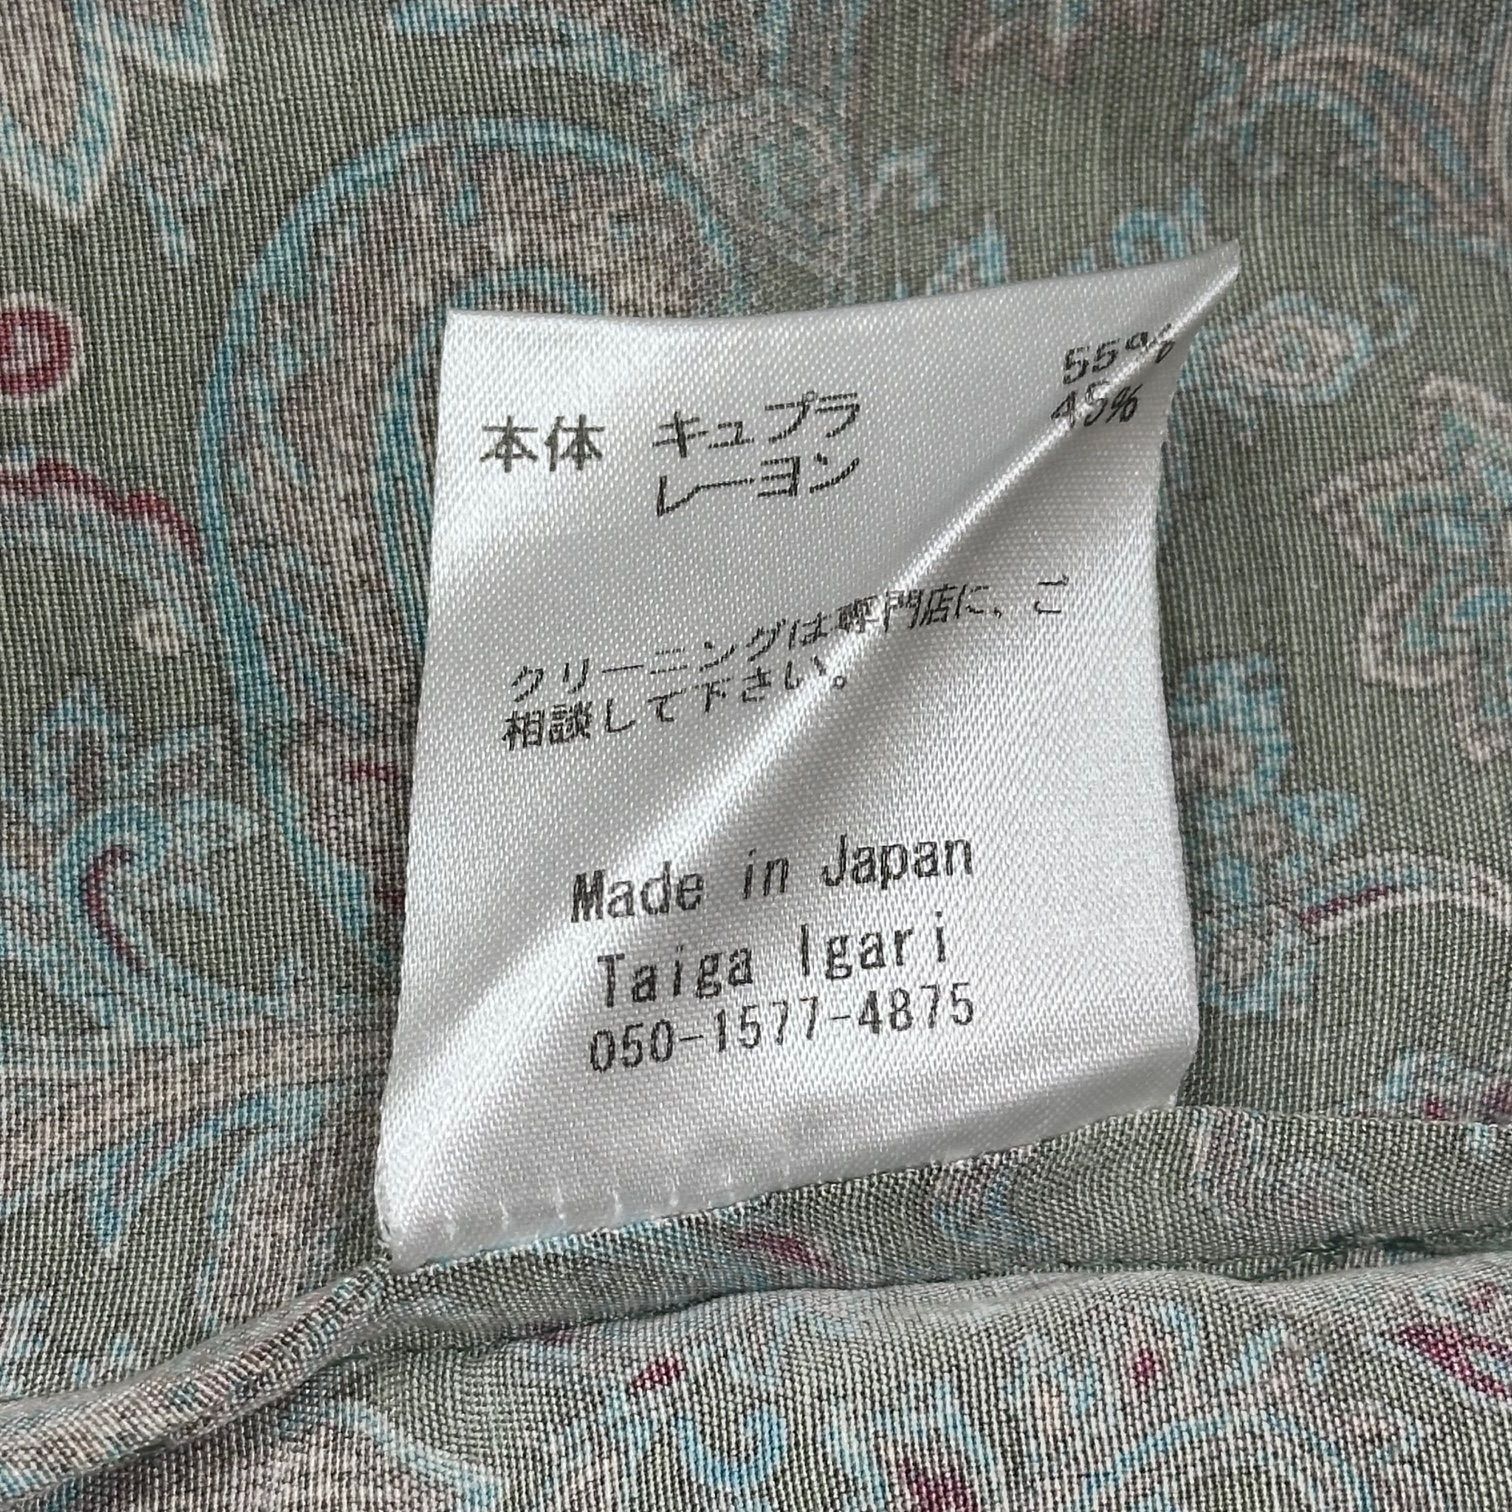 本体 キュプラ 55%
レーヨン 45%
クリーニングは専門店に、ご
相談して下さい。
Made in Japan
Taiga Igari
050-1577-4875